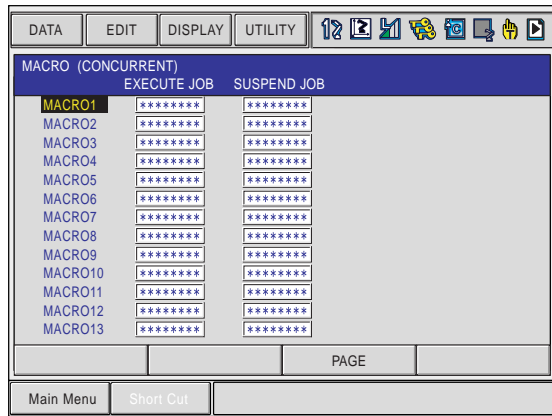 DATA EDIT DISPLAY UTILITY
MACRO (CONCURRENT)
EXECUTE JOB SUSPEND JOB
MACRO1 ******** ********
MACRO2 ******** ********
MACRO3 ******** ********
MACRO4 ******** ********
MACRO5 ******** ********
MACRO6 ******** ********
MACRO7 ******** ********
MACRO8 ******** ********
MACRO9 ******** ********
MACRO10 ******** ********
MACRO11 ******** ********
MACRO12 ******** ********
MACRO13 ******** ********
PAGE
Main Menu Short Cut